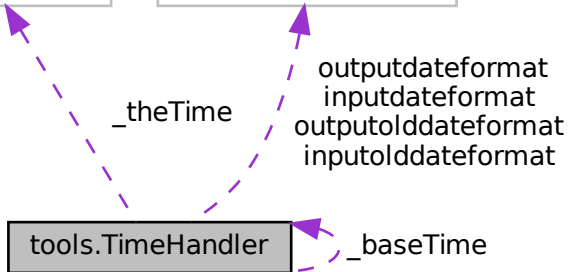 outputdateformat
inputdateformat
_theTime
outputolddateformat
inputolddateformat
tools.TimeHandler
_baseTime